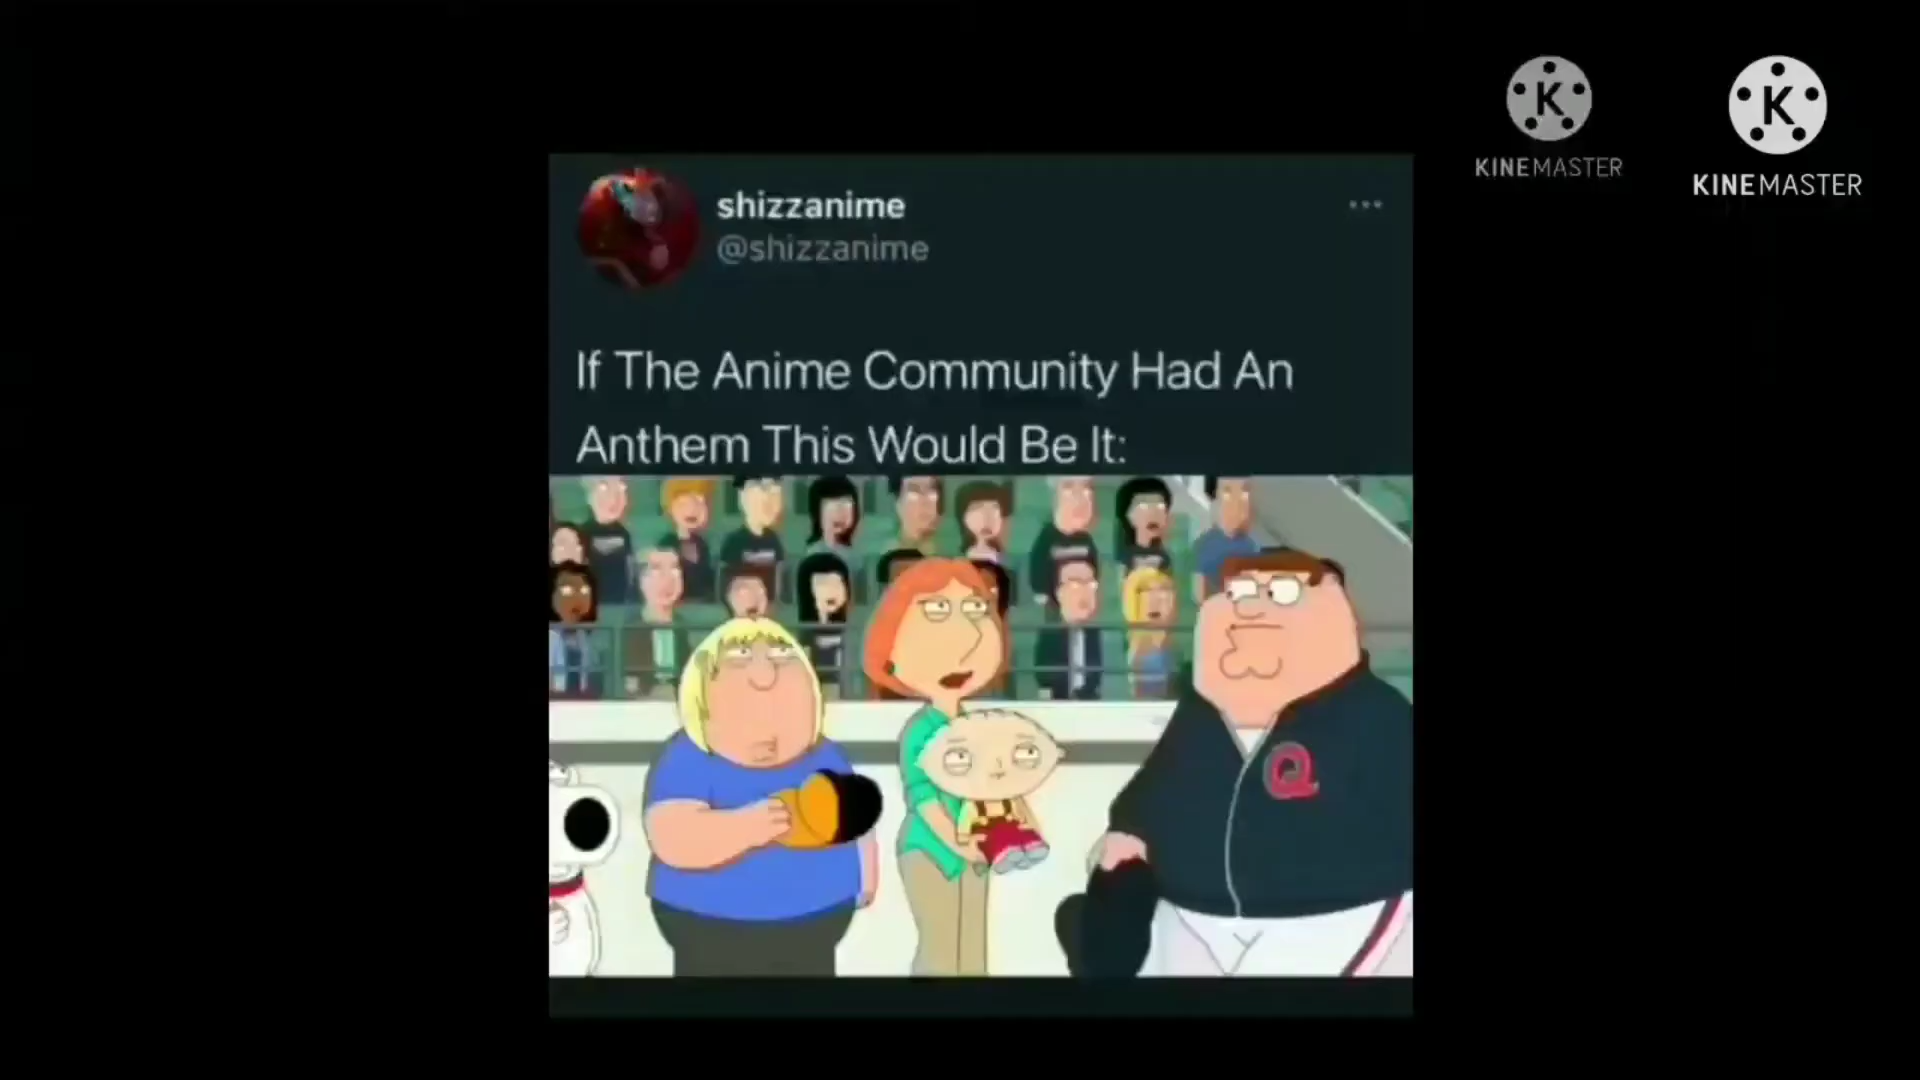 shizzanime
@shizzanime
If The Anime Community Had An
Anthem This Would Be It:
Q
K
KINEMASTER
K
KINEMASTER